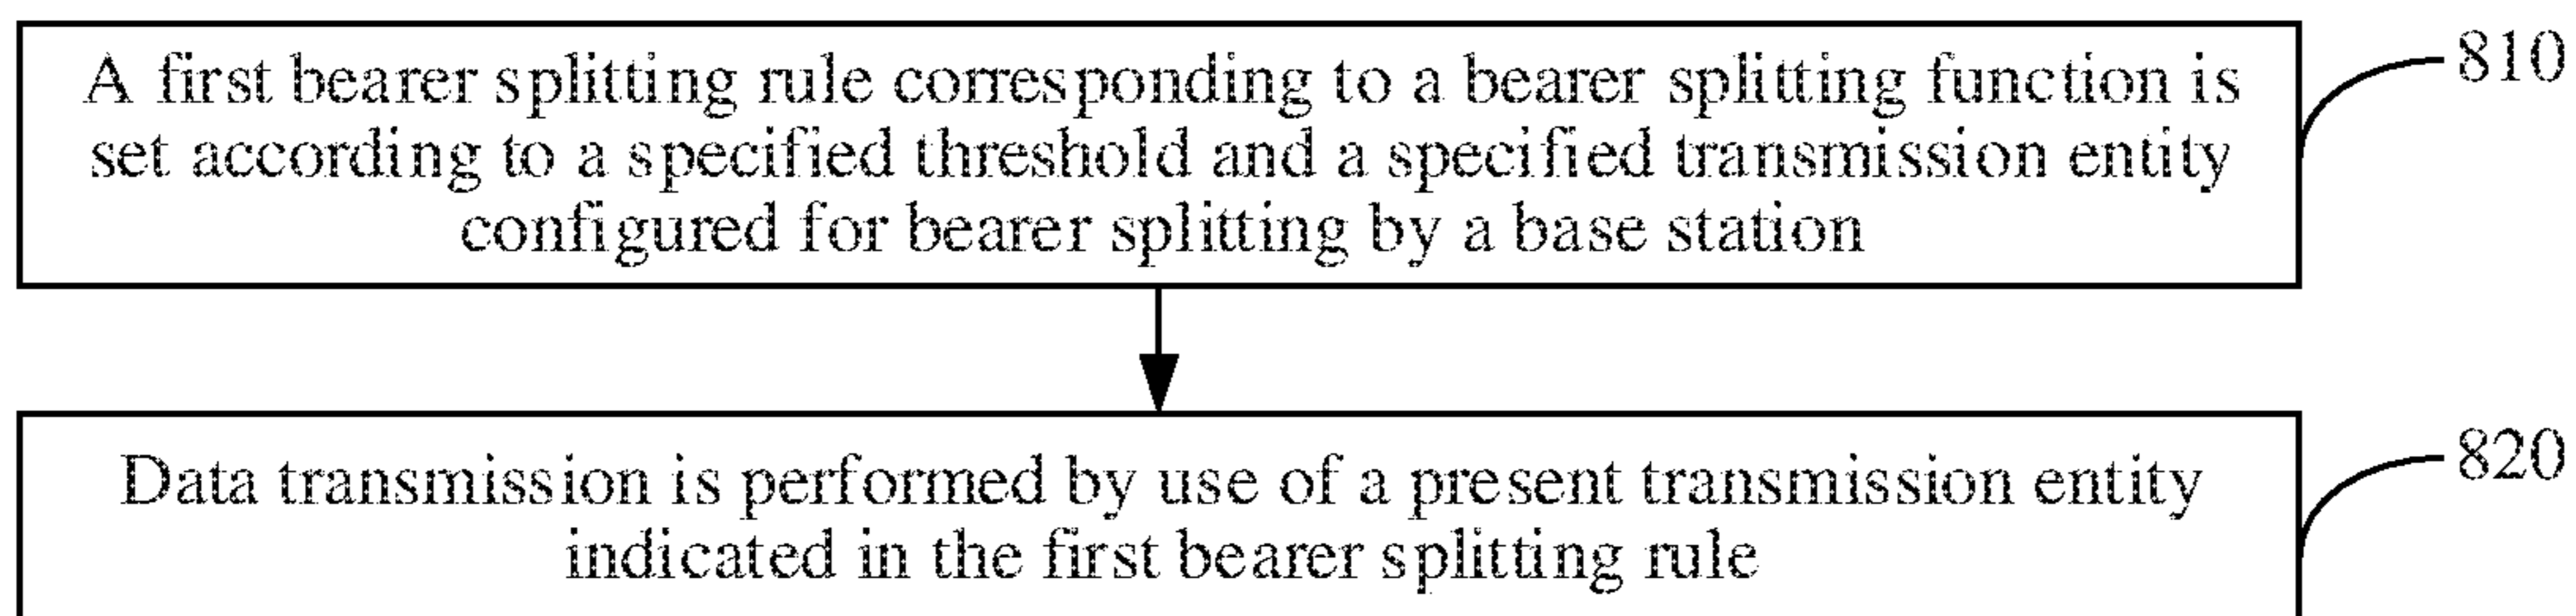 A first bearer splitting rule corresponding to a bearer splitting function is
set according to a specified threshold and a specified transmission entity
configured for bearer splitting by a base station
810
Data transmission is performed by use of a present transmission entity
indicated in the first bearer splitting rule
820